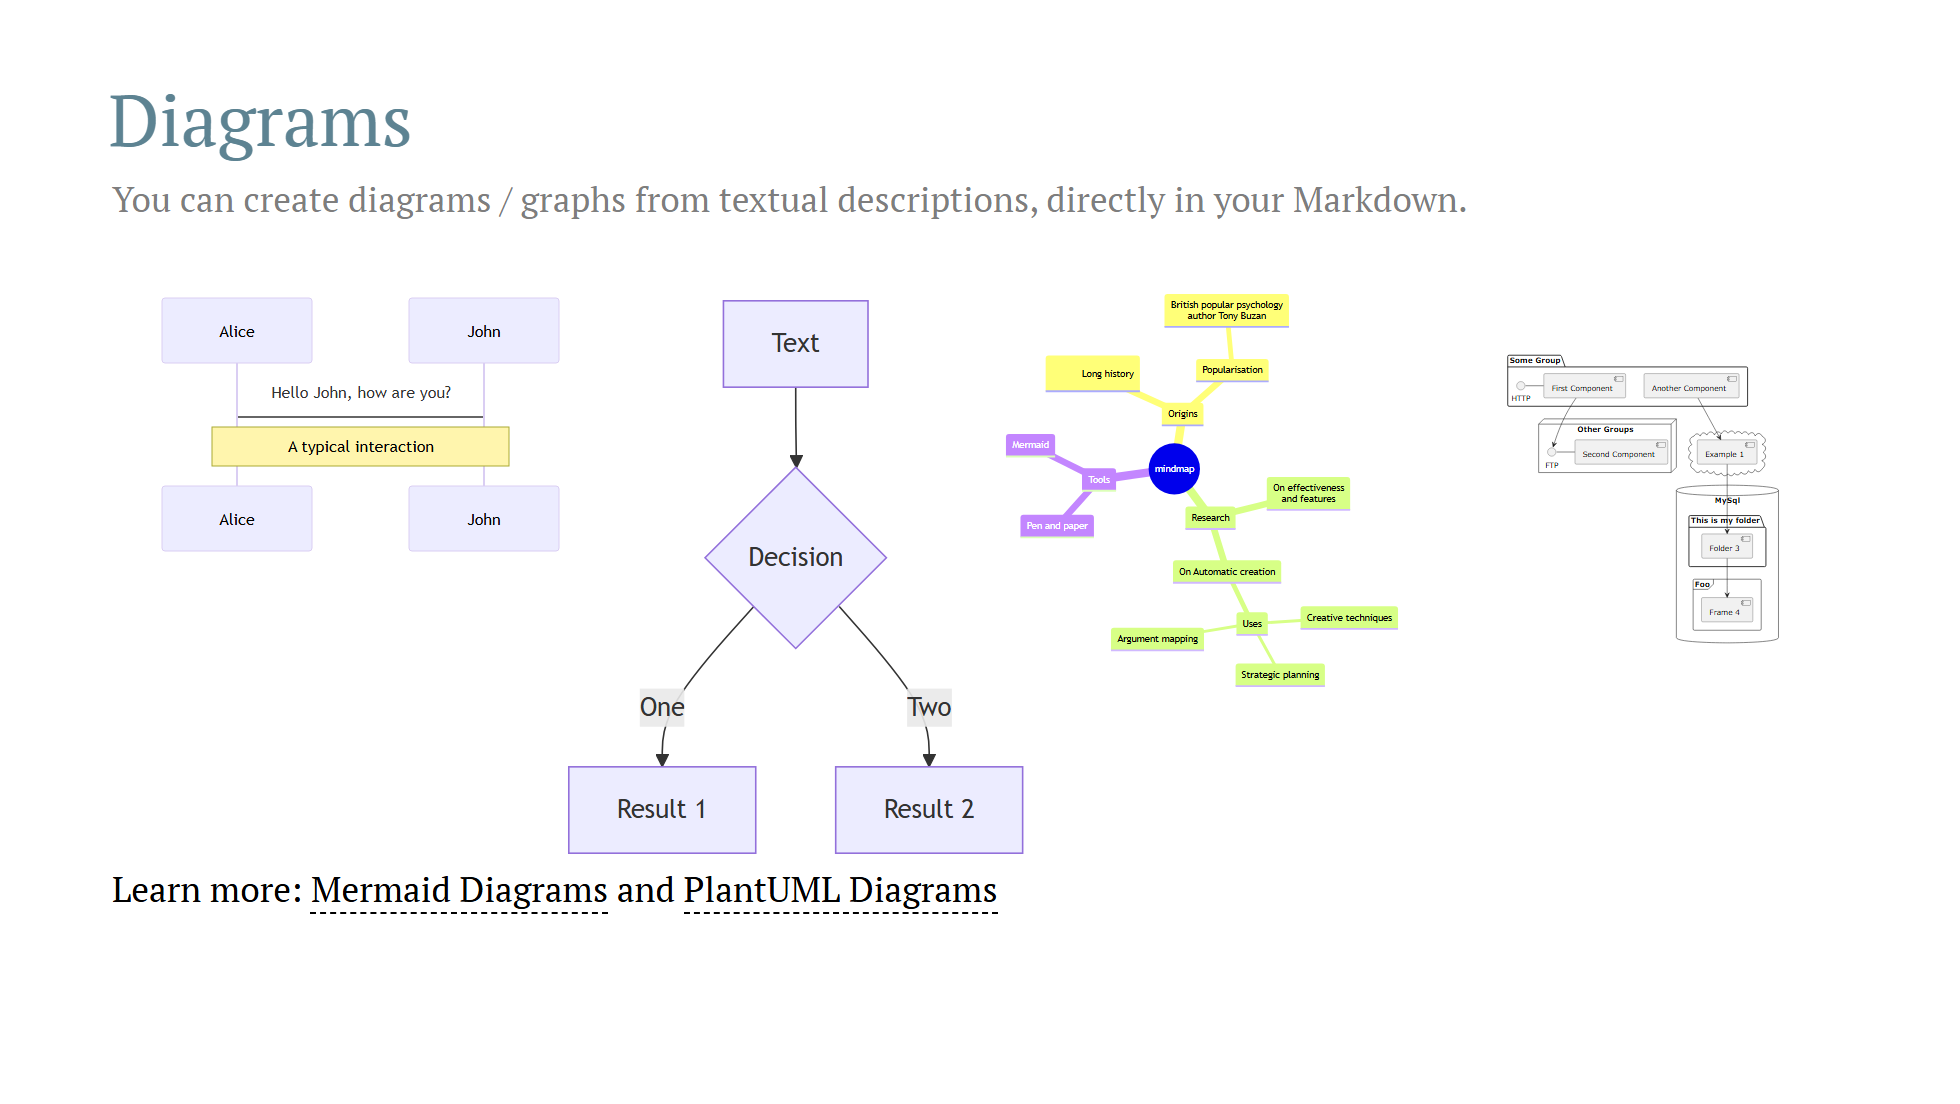 Diagrams
You can create diagrams / graphs from textual descriptions, directly in your Markdown.
Alice
John
Hello John, how are you?
A typical interaction
Alice
John
Text
Decision
One
Two
Result 1
Result 2
British popular psychology
author Tony Buzan
Long history
Popularisation
Origins
Mermaid
Tools
mindmap
Pen and paper
On effectiveness
and features
Research
On Automatic creation
Uses
Creative techniques
Argument mapping
Strategic planning
Some Group
First Component
Another Component
HTTP
Other Groups
Second Component
FTP
Example 1
MySql
This is my folder
Folder 3
Foo
Frame 4
Learn more: Mermaid Diagrams and PlantUML Diagrams